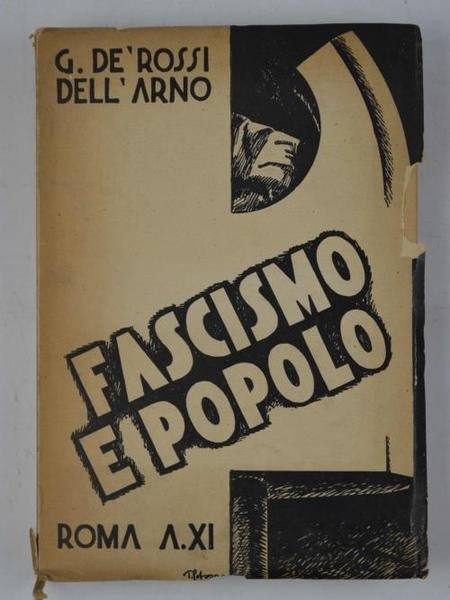 G. DE' ROSSI
DELL'ARNO
FASCISMO
E POPOLO
ROMA A.XI